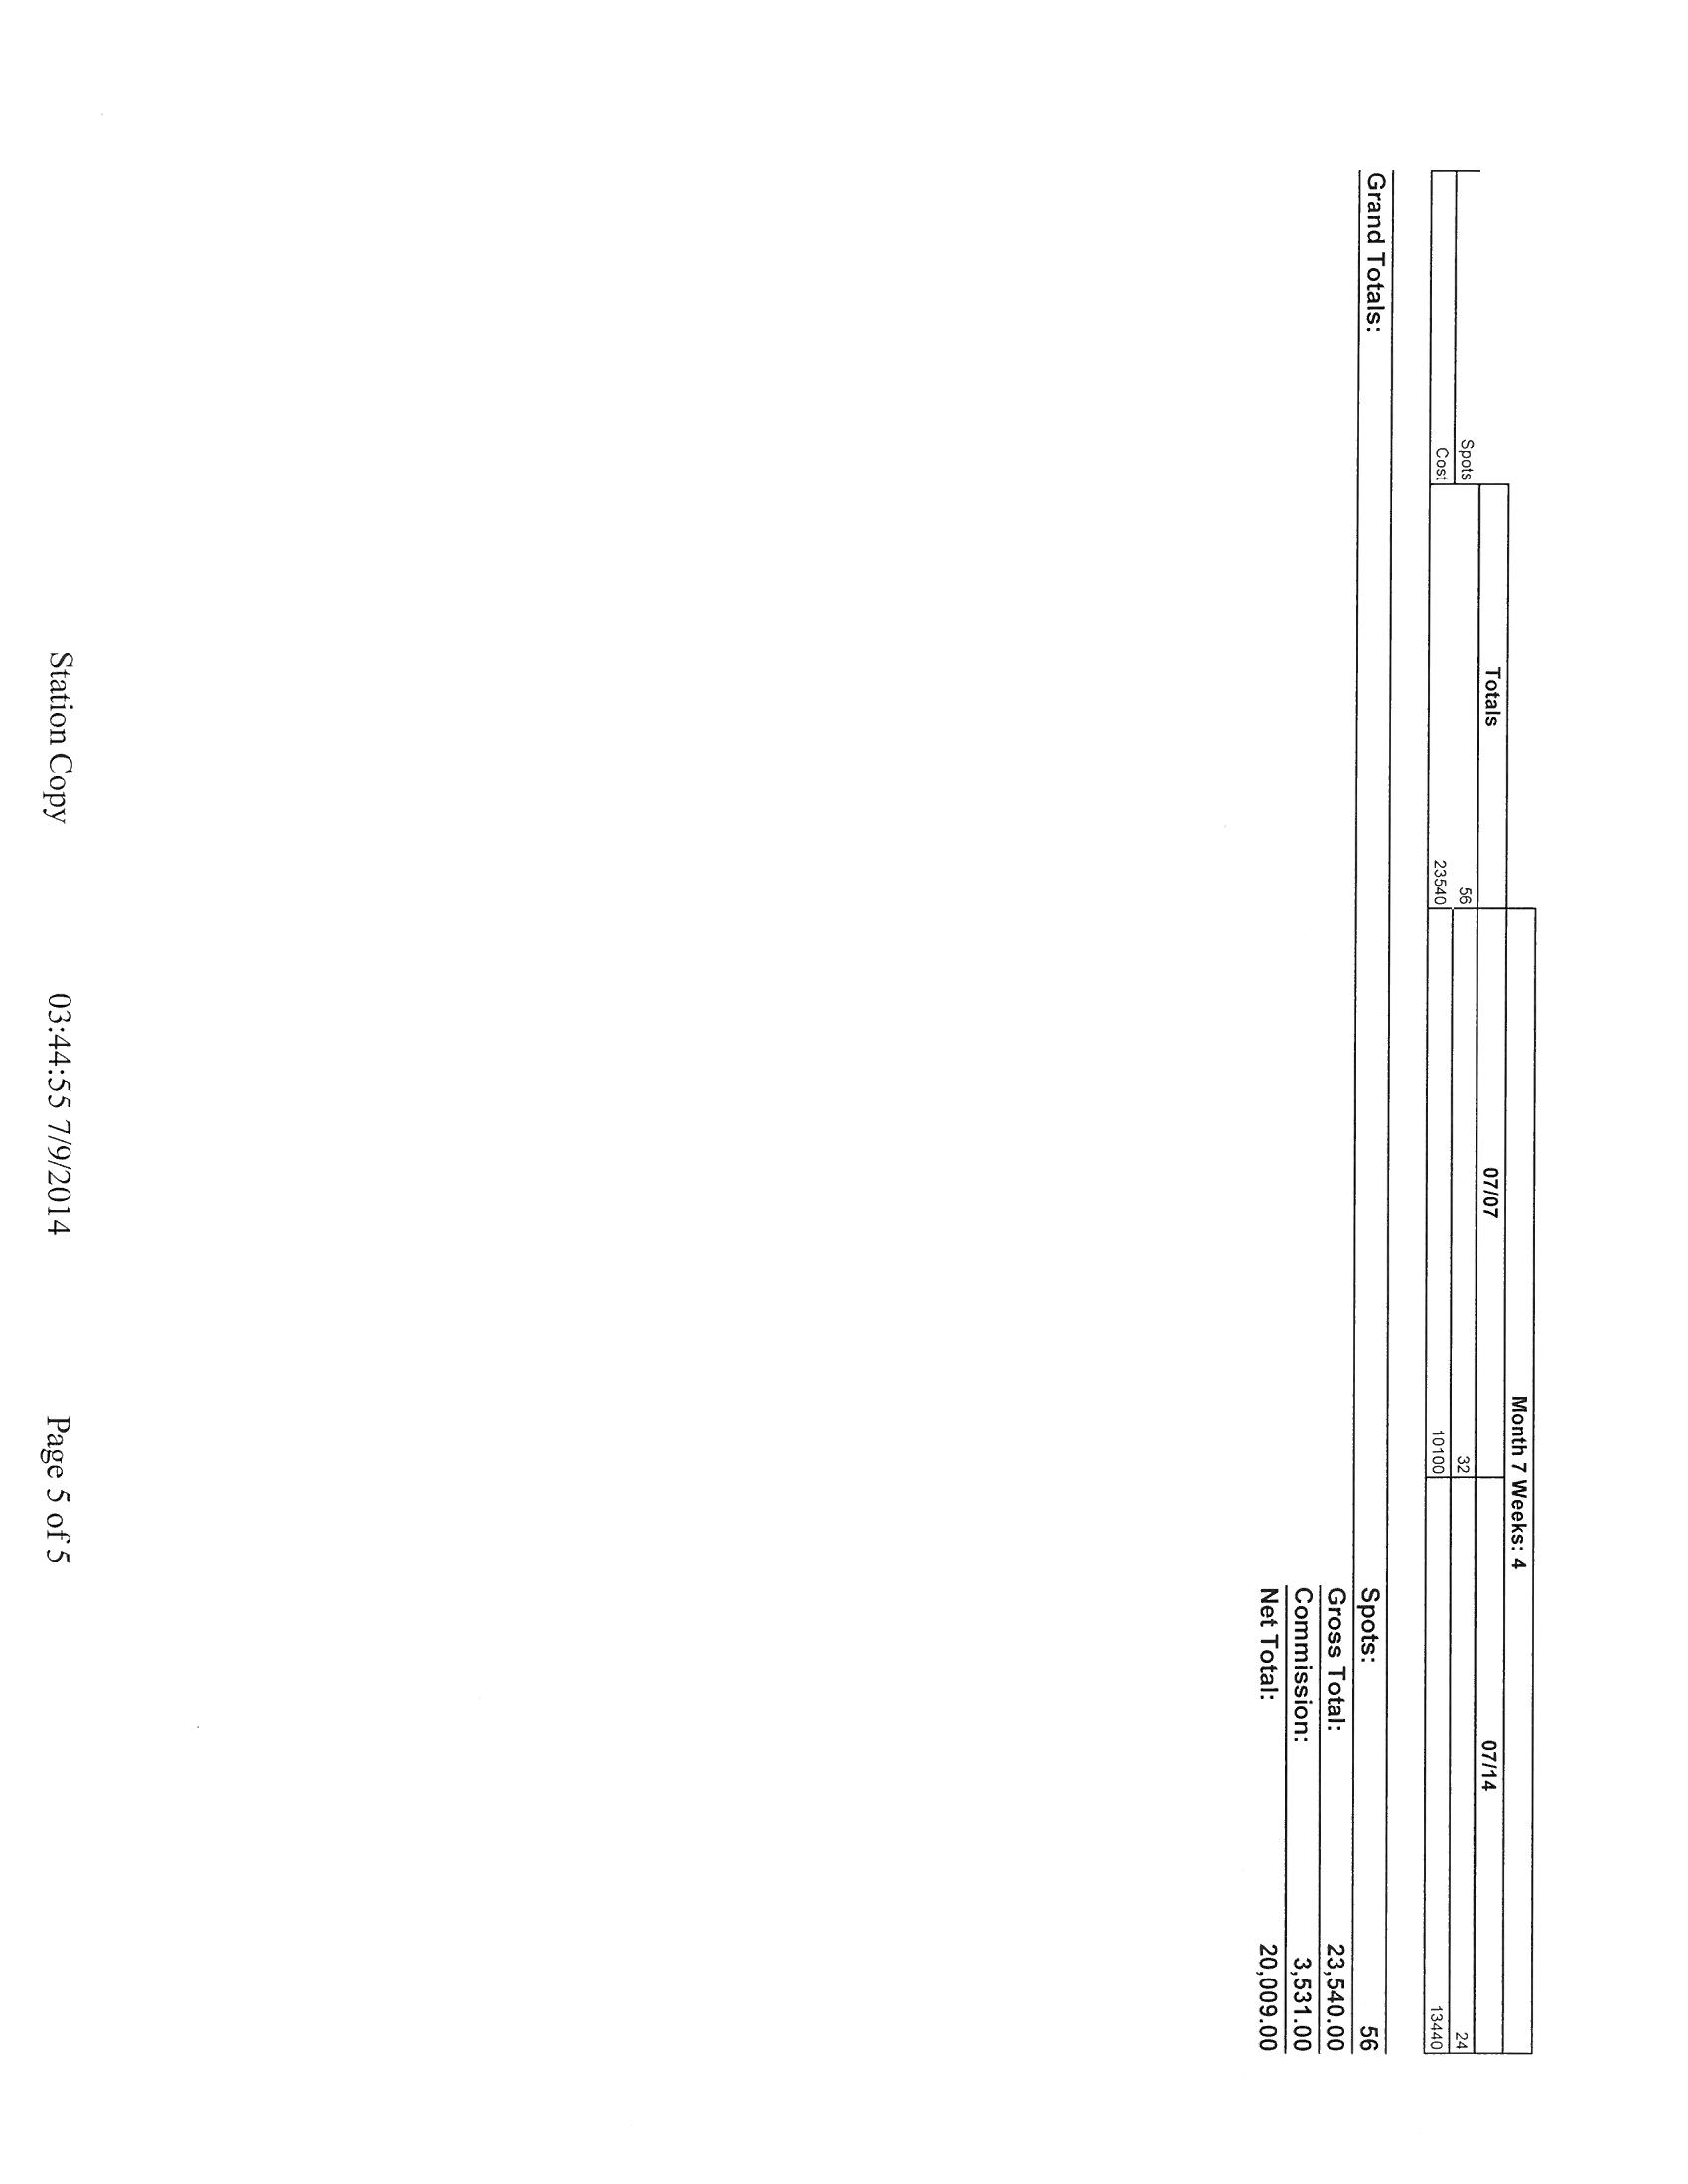 Month 7 Weeks: 4
Totals 07/07 07/14
Spots 56 32 24
Cost 23540 10100 13440
Grand Totals: Spots: 56
Gross Total: 23,540.00
Commission: 3,531.00
Net Total: 20,009.00
Station Copy 03:44:55 7/9/2014 Page 5 of 5